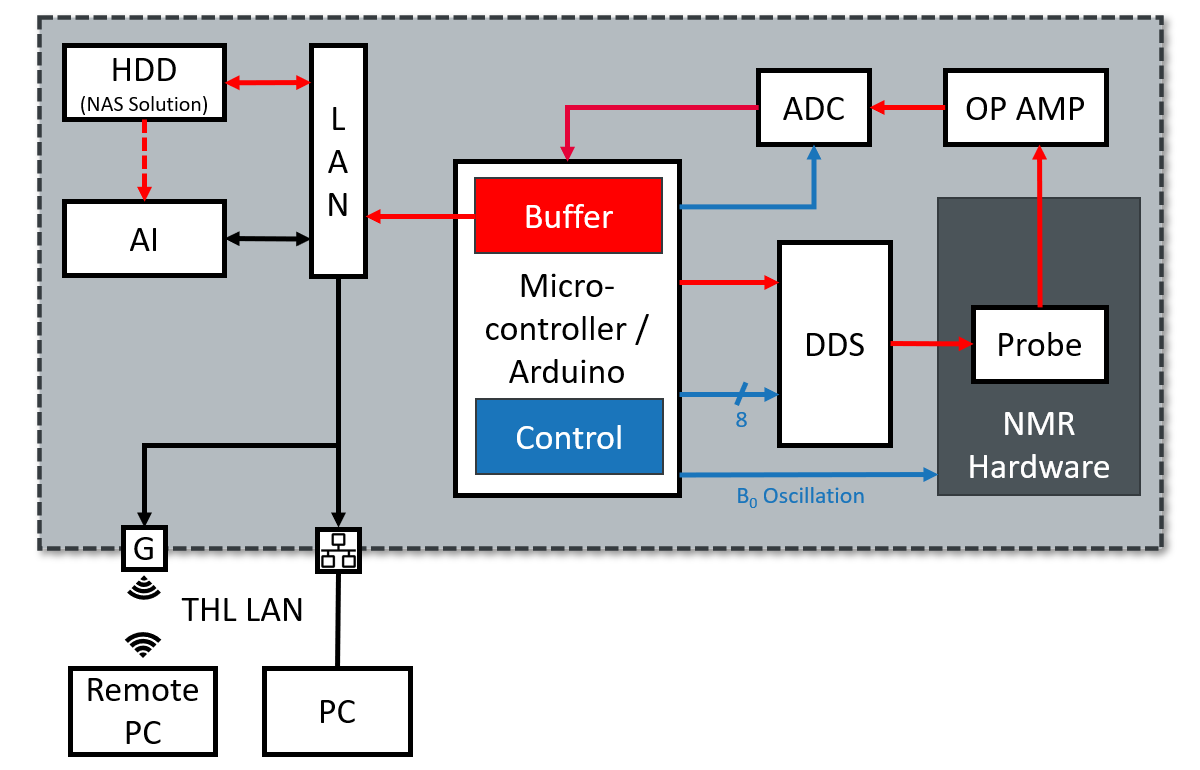 HDD
(NAS Solution)
L
A
N
ADC
OP AMP
AI
Buffer
Micro-
controller /
Arduino
Control
DDS
8
B₀ Oscillation
Probe
NMR
Hardware
G
THL LAN
Remote
PC
PC